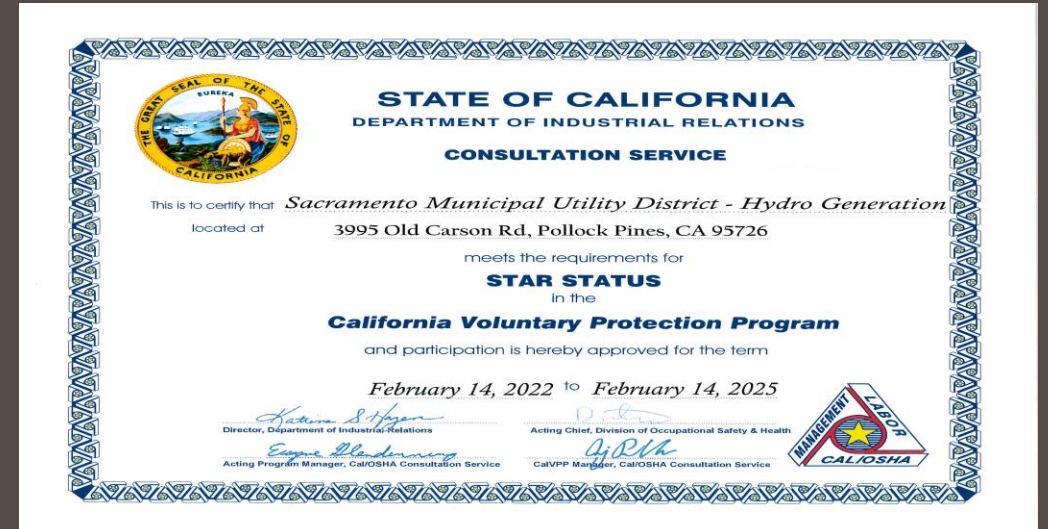 THE GREAT SEAL OF THE STATE OF CALIFORNIA
EUREKA
STATE OF CALIFORNIA
DEPARTMENT OF INDUSTRIAL RELATIONS
CONSULTATION SERVICE
This is to certify that Sacramento Municipal Utility District - Hydro Generation
located at 3995 Old Carson Rd, Pollock Pines, CA 95726
meets the requirements for
STAR STATUS
in the
California Voluntary Protection Program
and participation is hereby approved for the term
February 14, 2022 to February 14, 2025
Katrina S Hagen
Director, Department of Industrial Relations
Acting Chief, Division of Occupational Safety & Health
Eugene Glendenning
Acting Program Manager, Cal/OSHA Consultation Service
CalVPP Manager, Cal/OSHA Consultation Service
MANAGEMENT
LABOR
CAL/OSHA